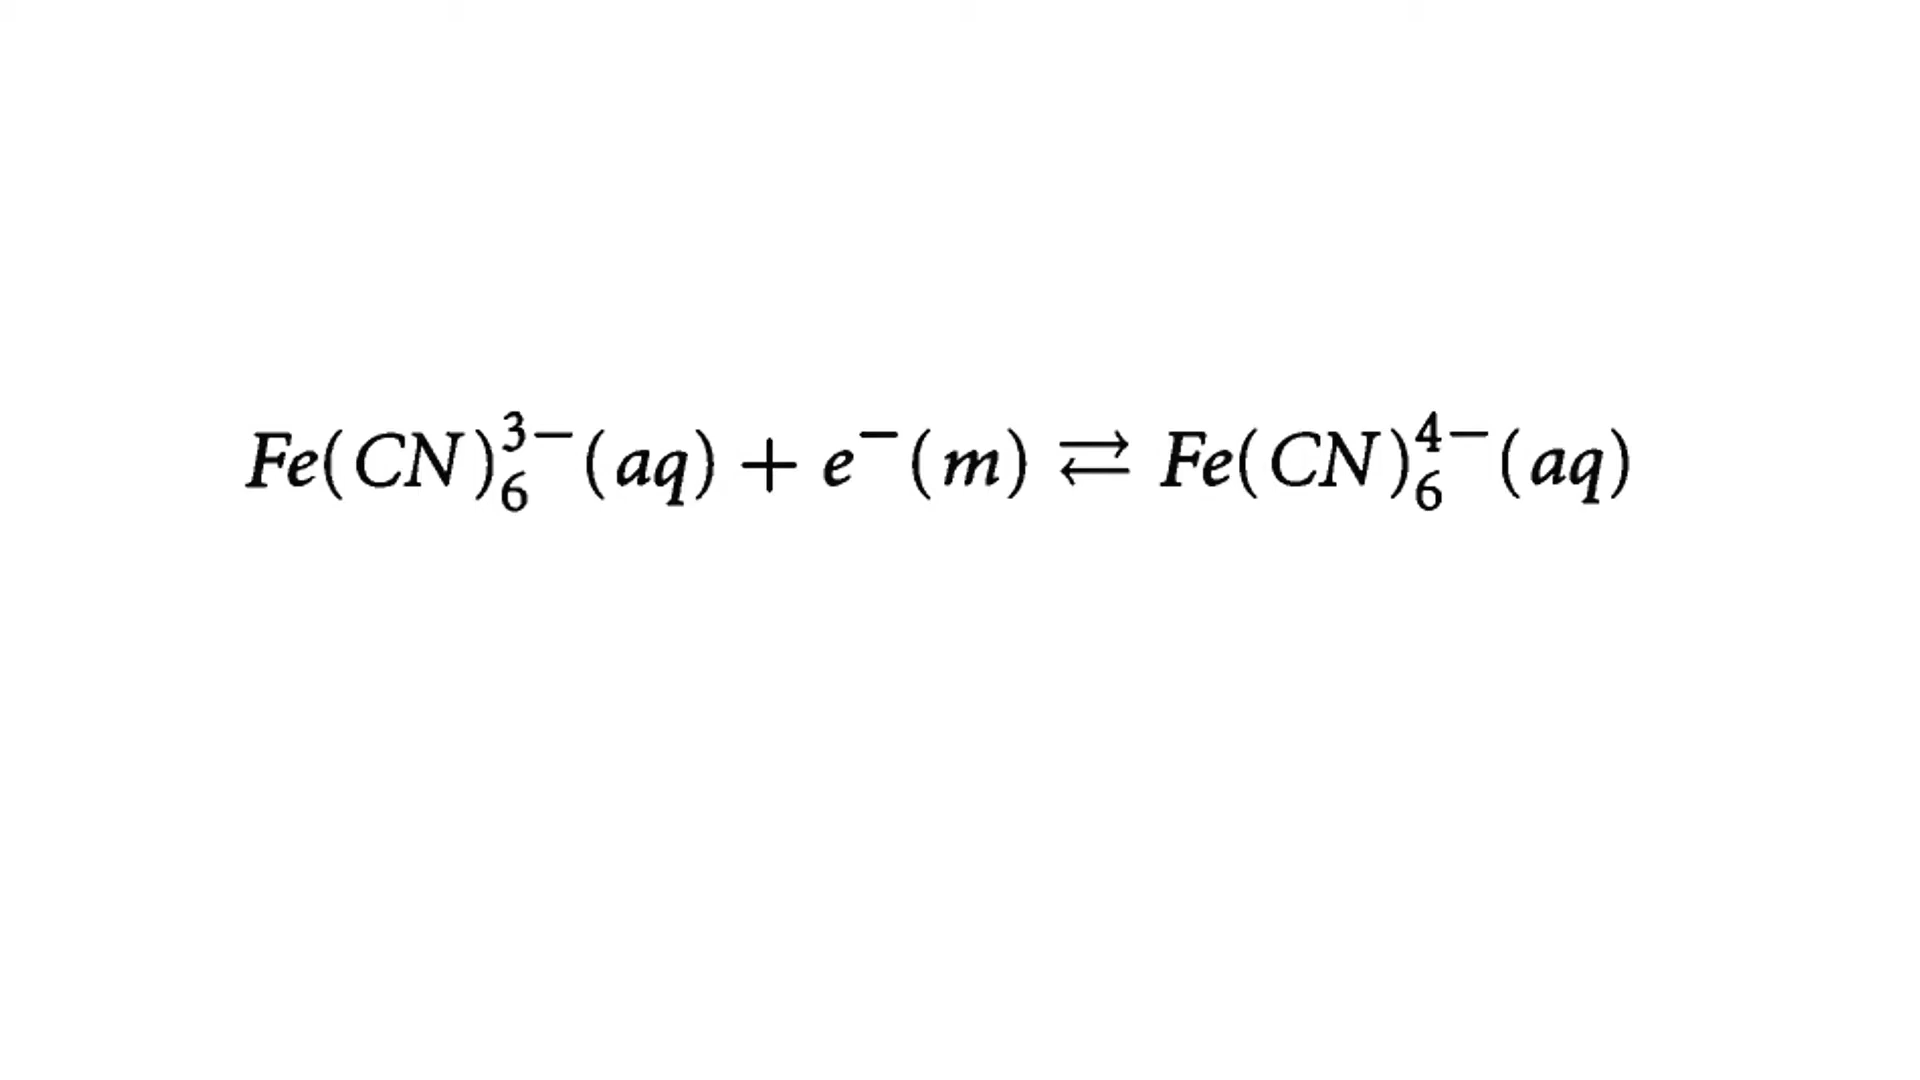 Fe(CN)₆³⁻(aq) + e⁻(m) ⇄ Fe(CN)₆⁴⁻(aq)